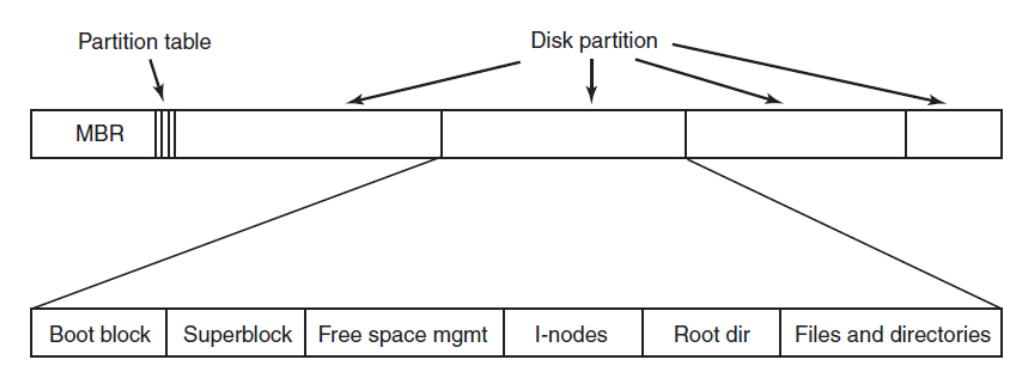 Partition table
Disk partition
MBR
Boot block
Superblock
Free space mgmt
I-nodes
Root dir
Files and directories